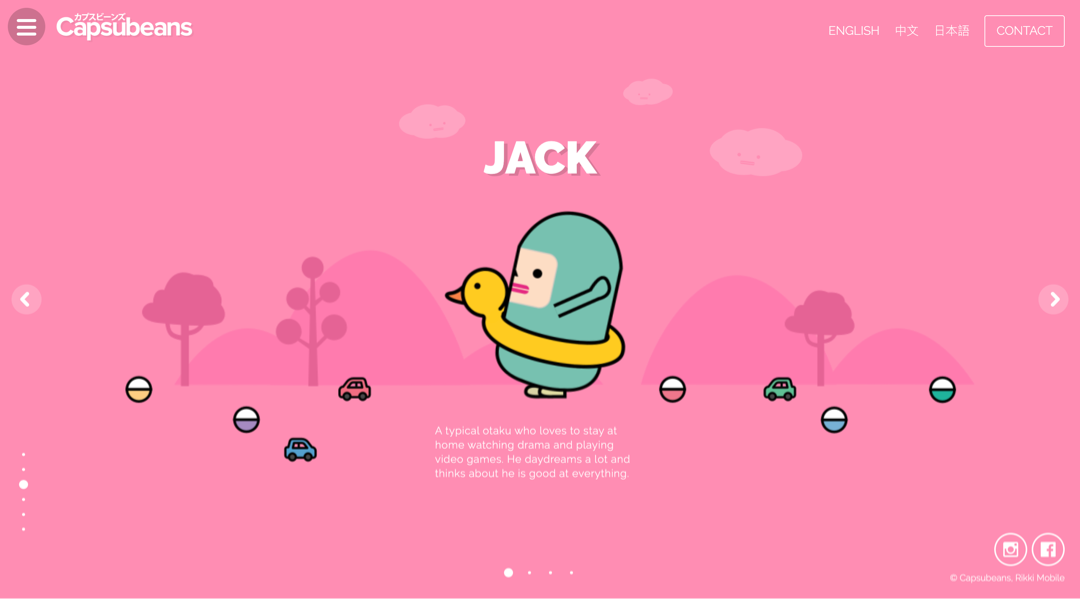 カプスビーンズ
Capsubeans
ENGLISH 中文 日本語 CONTACT
JACK
A typical otaku who loves to stay at
home watching drama and playing
video games. He daydreams a lot and
thinks about he is good at everything.
© Capsubeans, Rikki Mobile